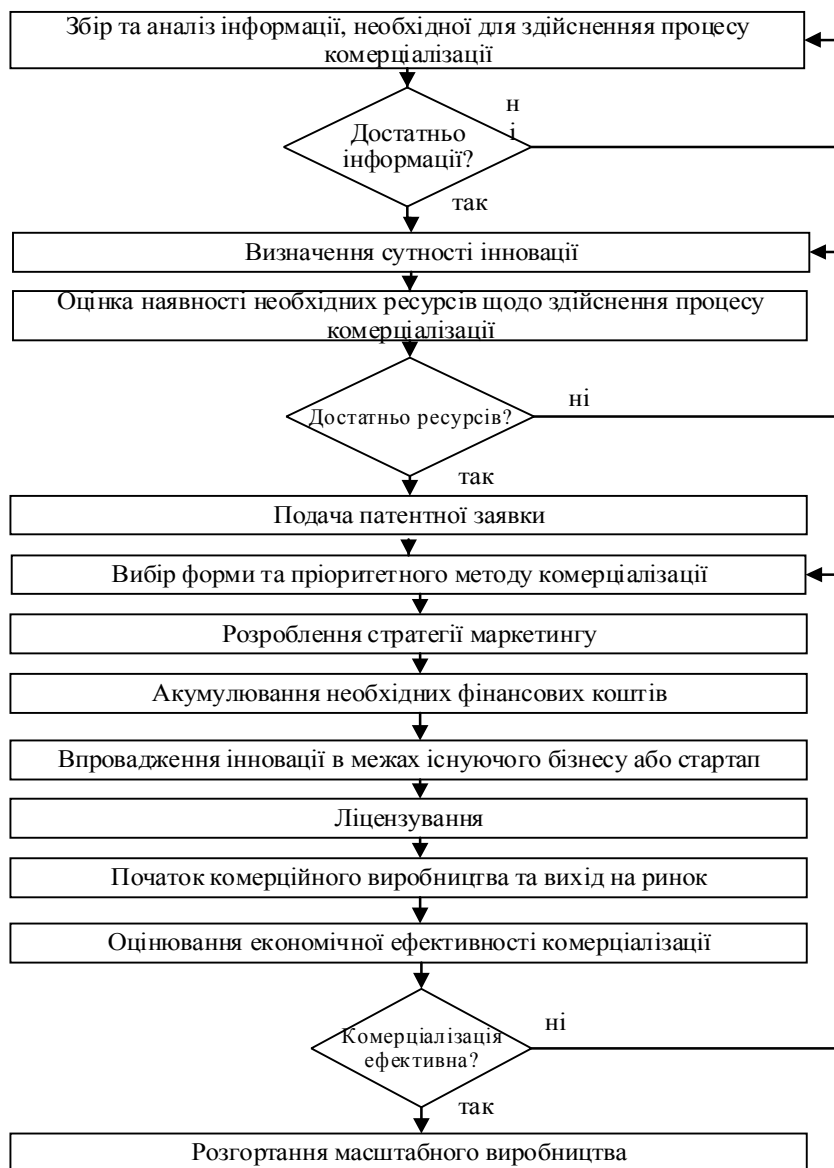 Збір та аналіз інформації, необхідної для здійсненняя процесу
комерціалізації
н
і
Достатньо
інформації?
так
Визначення сутності інновації
Оцінка наявності необхідних ресурсів щодо здійснення процесу
комерціалізації
ні
Достатньо ресурсів?
так
Подача патентної заявки
Вибір форми та пріоритетного методу комерціалізації
Розроблення стратегії маркетингу
Акумулювання необхідних фінансових коштів
Впровадження інновації в межах існуючого бізнесу або стартап
Ліцензування
Початок комерційного виробництва та вихід на ринок
Оцінювання економічної ефективності комерціалізації
ні
Комерціалізація
ефективна?
так
Розгортання масштабного виробництва